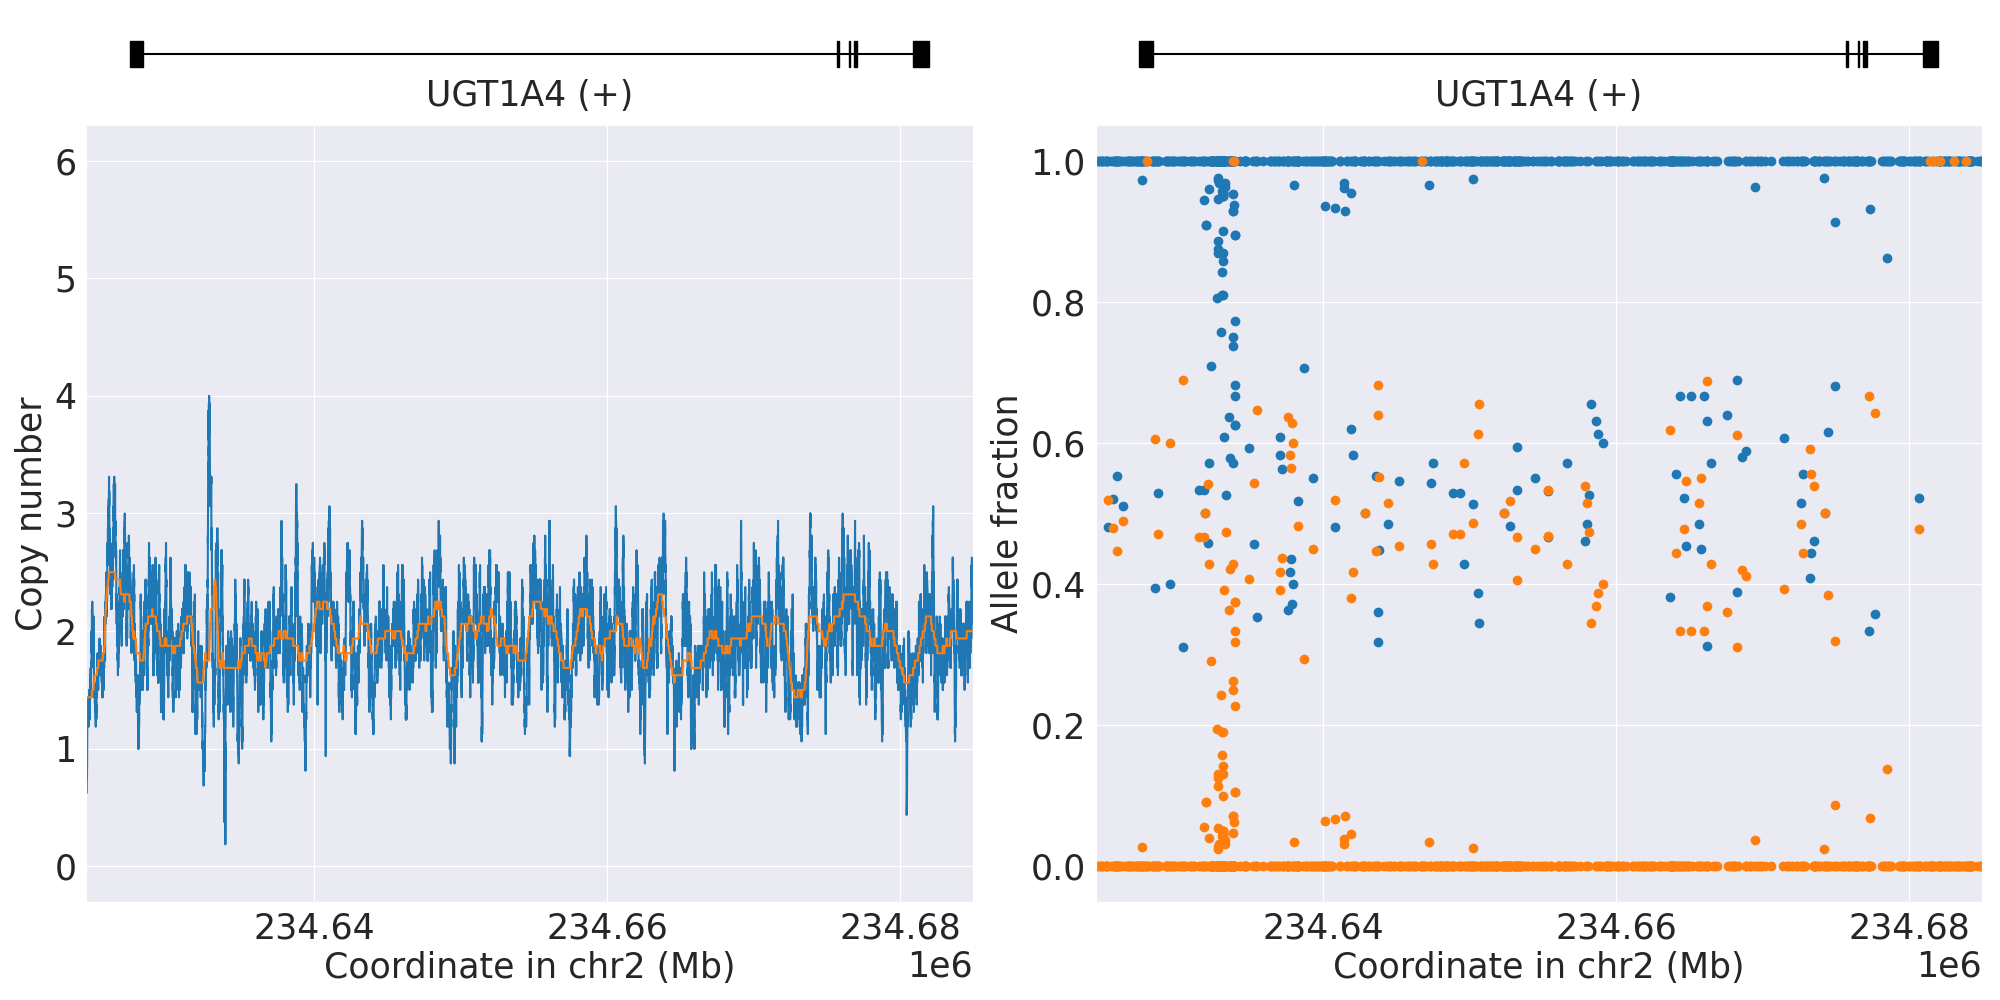 UGT1A4 (+)
UGT1A4 (+)
Copy number
6
5
4
3
2
1
0
234.64
234.66
234.68
1e6
Coordinate in chr2 (Mb)
Allele fraction
1.0
0.8
0.6
0.4
0.2
0.0
234.64
234.66
234.68
1e6
Coordinate in chr2 (Mb)